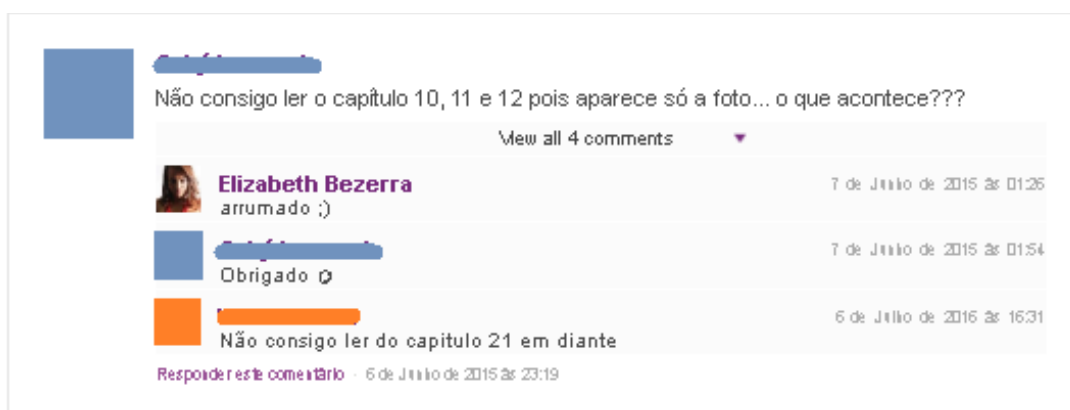 Não consigo ler o capítulo 10, 11 e 12 pois aparece só a foto... o que acontece???
View all 4 comments
Elizabeth Bezerra
7 de Junho de 2015 às 01:26
arrumado ;)
7 de Junho de 2015 às 01:54
Obrigado
6 de Julho de 2016 às 16:31
Não consigo ler do capitulo 21 em diante
Responder este comentário · 6 de Junho de 2015 às 23:19